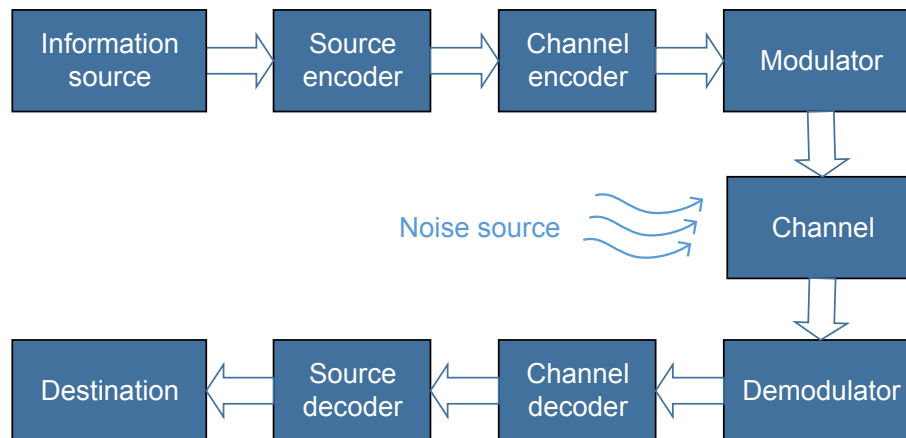 Information
source
Source
encoder
Channel
encoder
Modulator
Noise source
Channel
Destination
Source
decoder
Channel
decoder
Demodulator